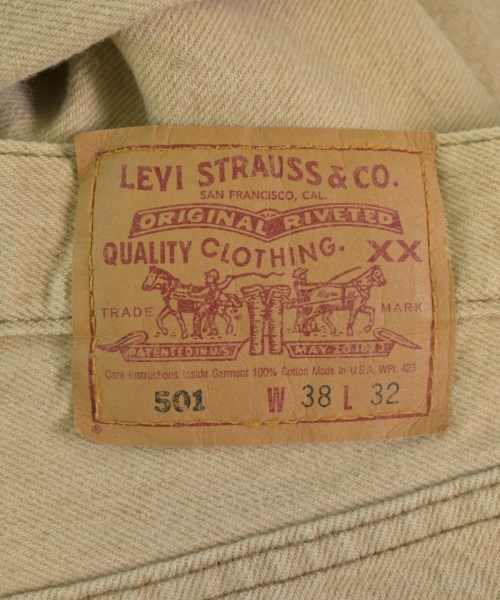 LEVI STRAUSS & CO.
SAN FRANCISCO, CAL.
ORIGINAL RIVETED
QUALITY CLOTHING. XX
TRADE MARK
PATENTED IN U.S. MAY 20.1873
Care Instructions Inside Garment 100% Cotton Made in U.S.A. WPL 423
501 W 38 L 32
®